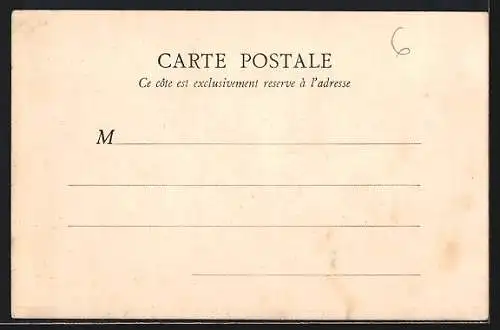 6
CARTE POSTALE
Ce côte est exclusivement reserve à l'adresse
M